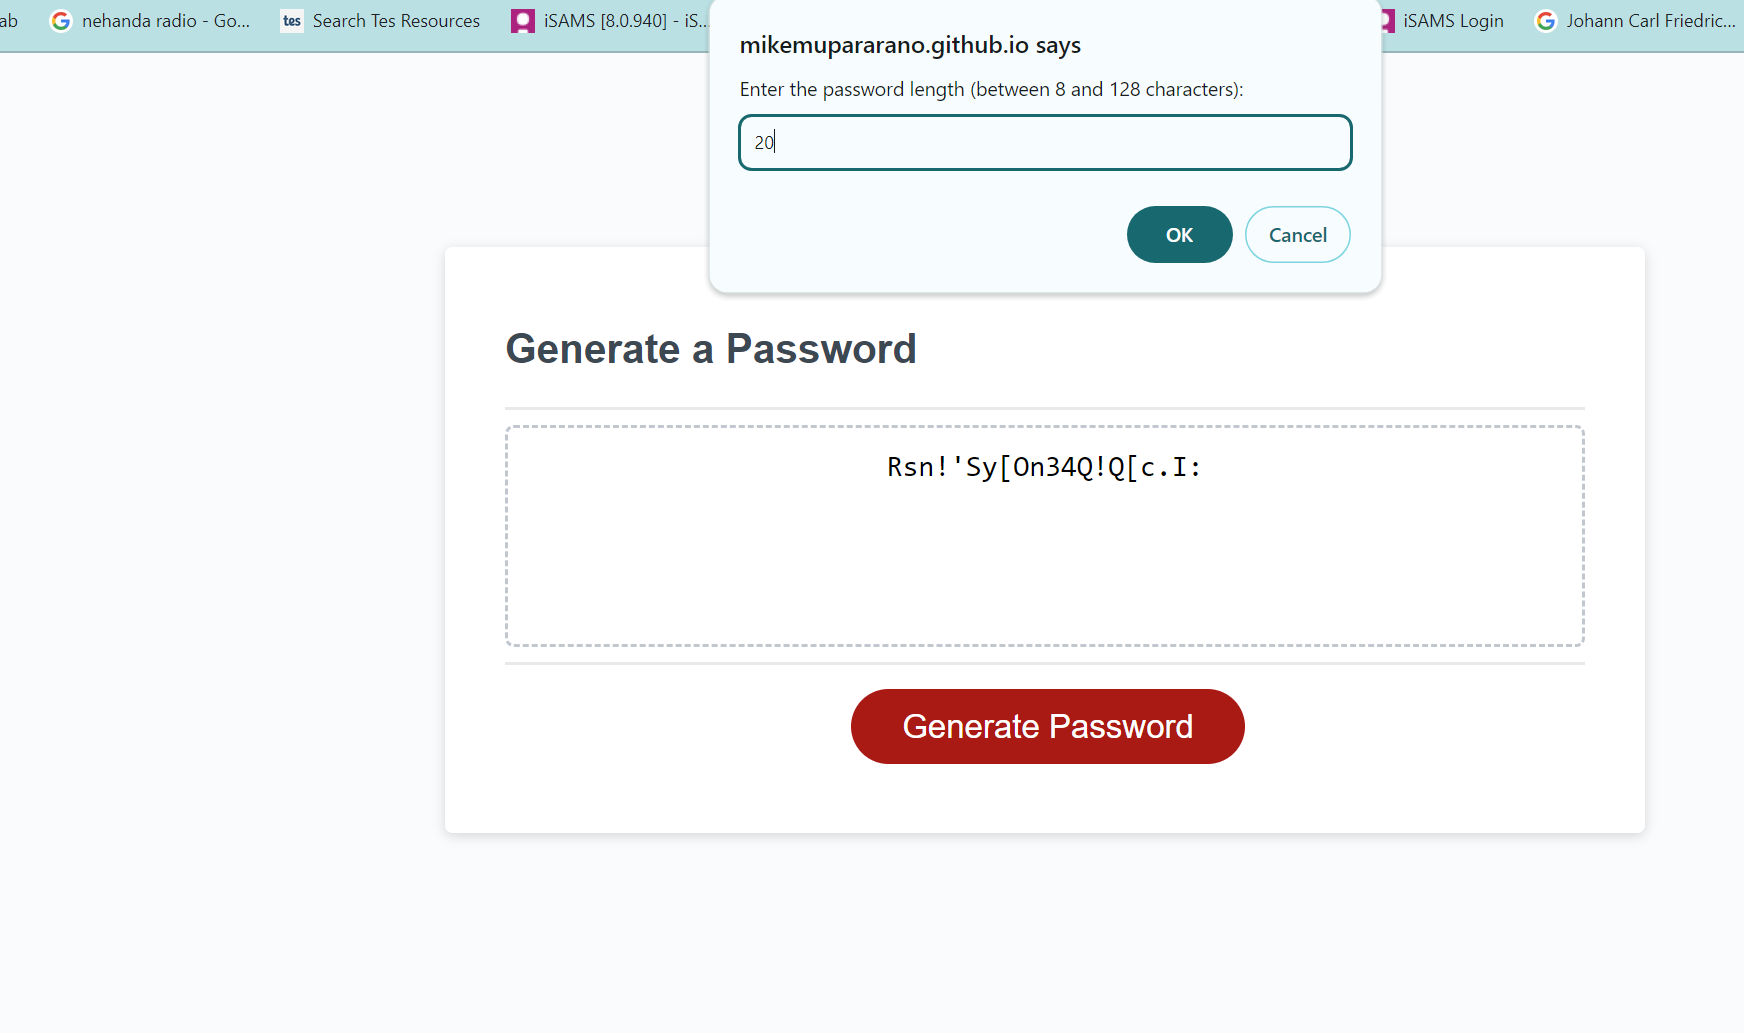 ab nehanda radio - Go... tes Search Tes Resources iSAMS [8.0.940] - iS... iSAMS Login Johann Carl Friedric...
mikemupararano.github.io says
Enter the password length (between 8 and 128 characters):
20
OK Cancel
Generate a Password
Rsn!'Sy[On34Q!Q[c.I:
Generate Password